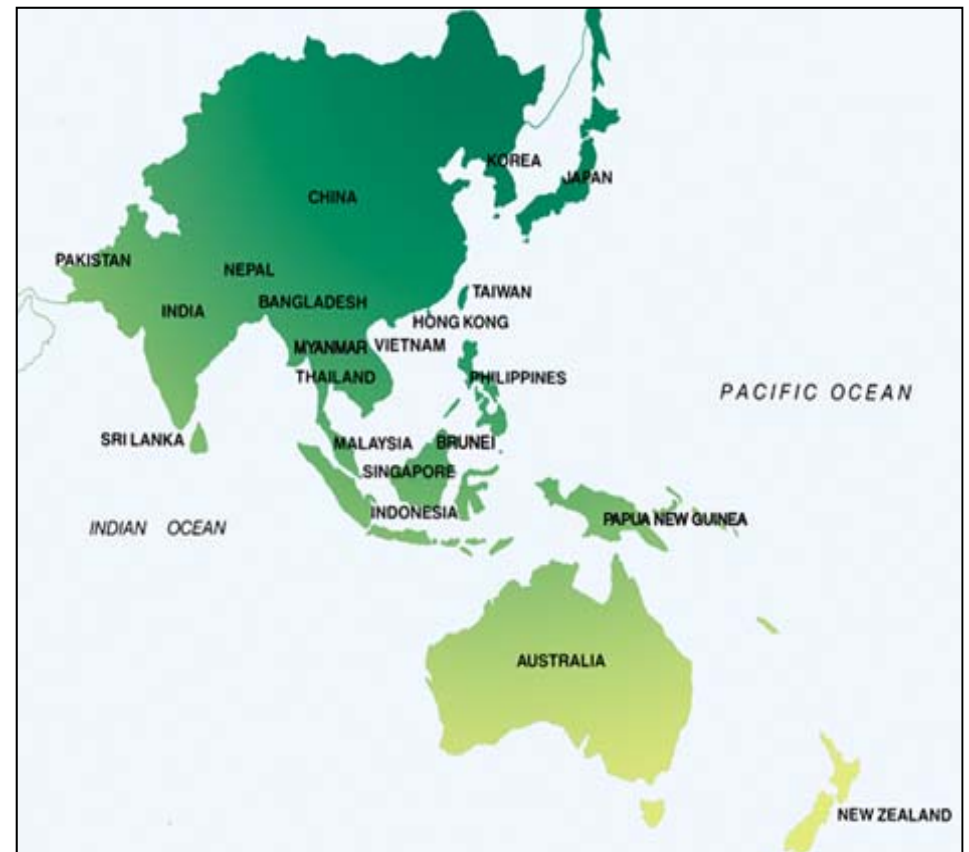 KOREA
JAPAN
CHINA
PAKISTAN
NEPAL
TAIWAN
BANGLADESH
INDIA
HONG KONG
MYANMAR
VIETNAM
THAILAND
PHILIPPINES
PACIFIC OCEAN
SRI LANKA
MALAYSIA
BRUNEI
SINGAPORE
INDONESIA
PAPUA NEW GUINEA
INDIAN OCEAN
AUSTRALIA
NEW ZEALAND